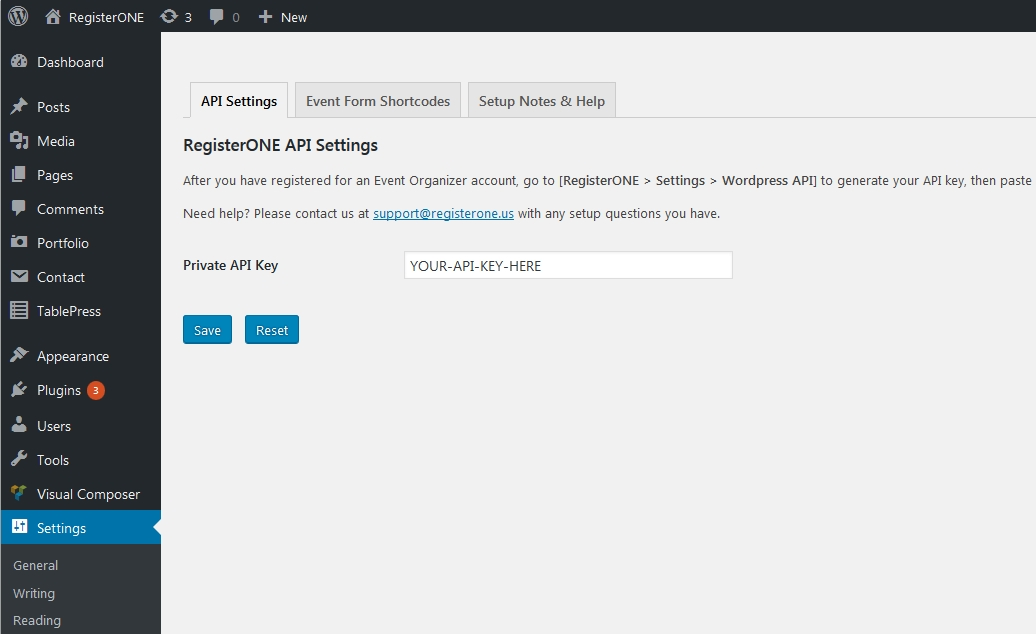 RegisterONE 3 0 New
Dashboard
Posts
Media
Pages
Comments
Portfolio
Contact
TablePress
Appearance
Plugins 3
Users
Tools
Visual Composer
Settings
General
Writing
Reading
API Settings Event Form Shortcodes Setup Notes & Help
RegisterONE API Settings
After you have registered for an Event Organizer account, go to [RegisterONE > Settings > Wordpress API] to generate your API key, then paste
Need help? Please contact us at support@registerone.us with any setup questions you have.
Private API Key YOUR-API-KEY-HERE
Save Reset